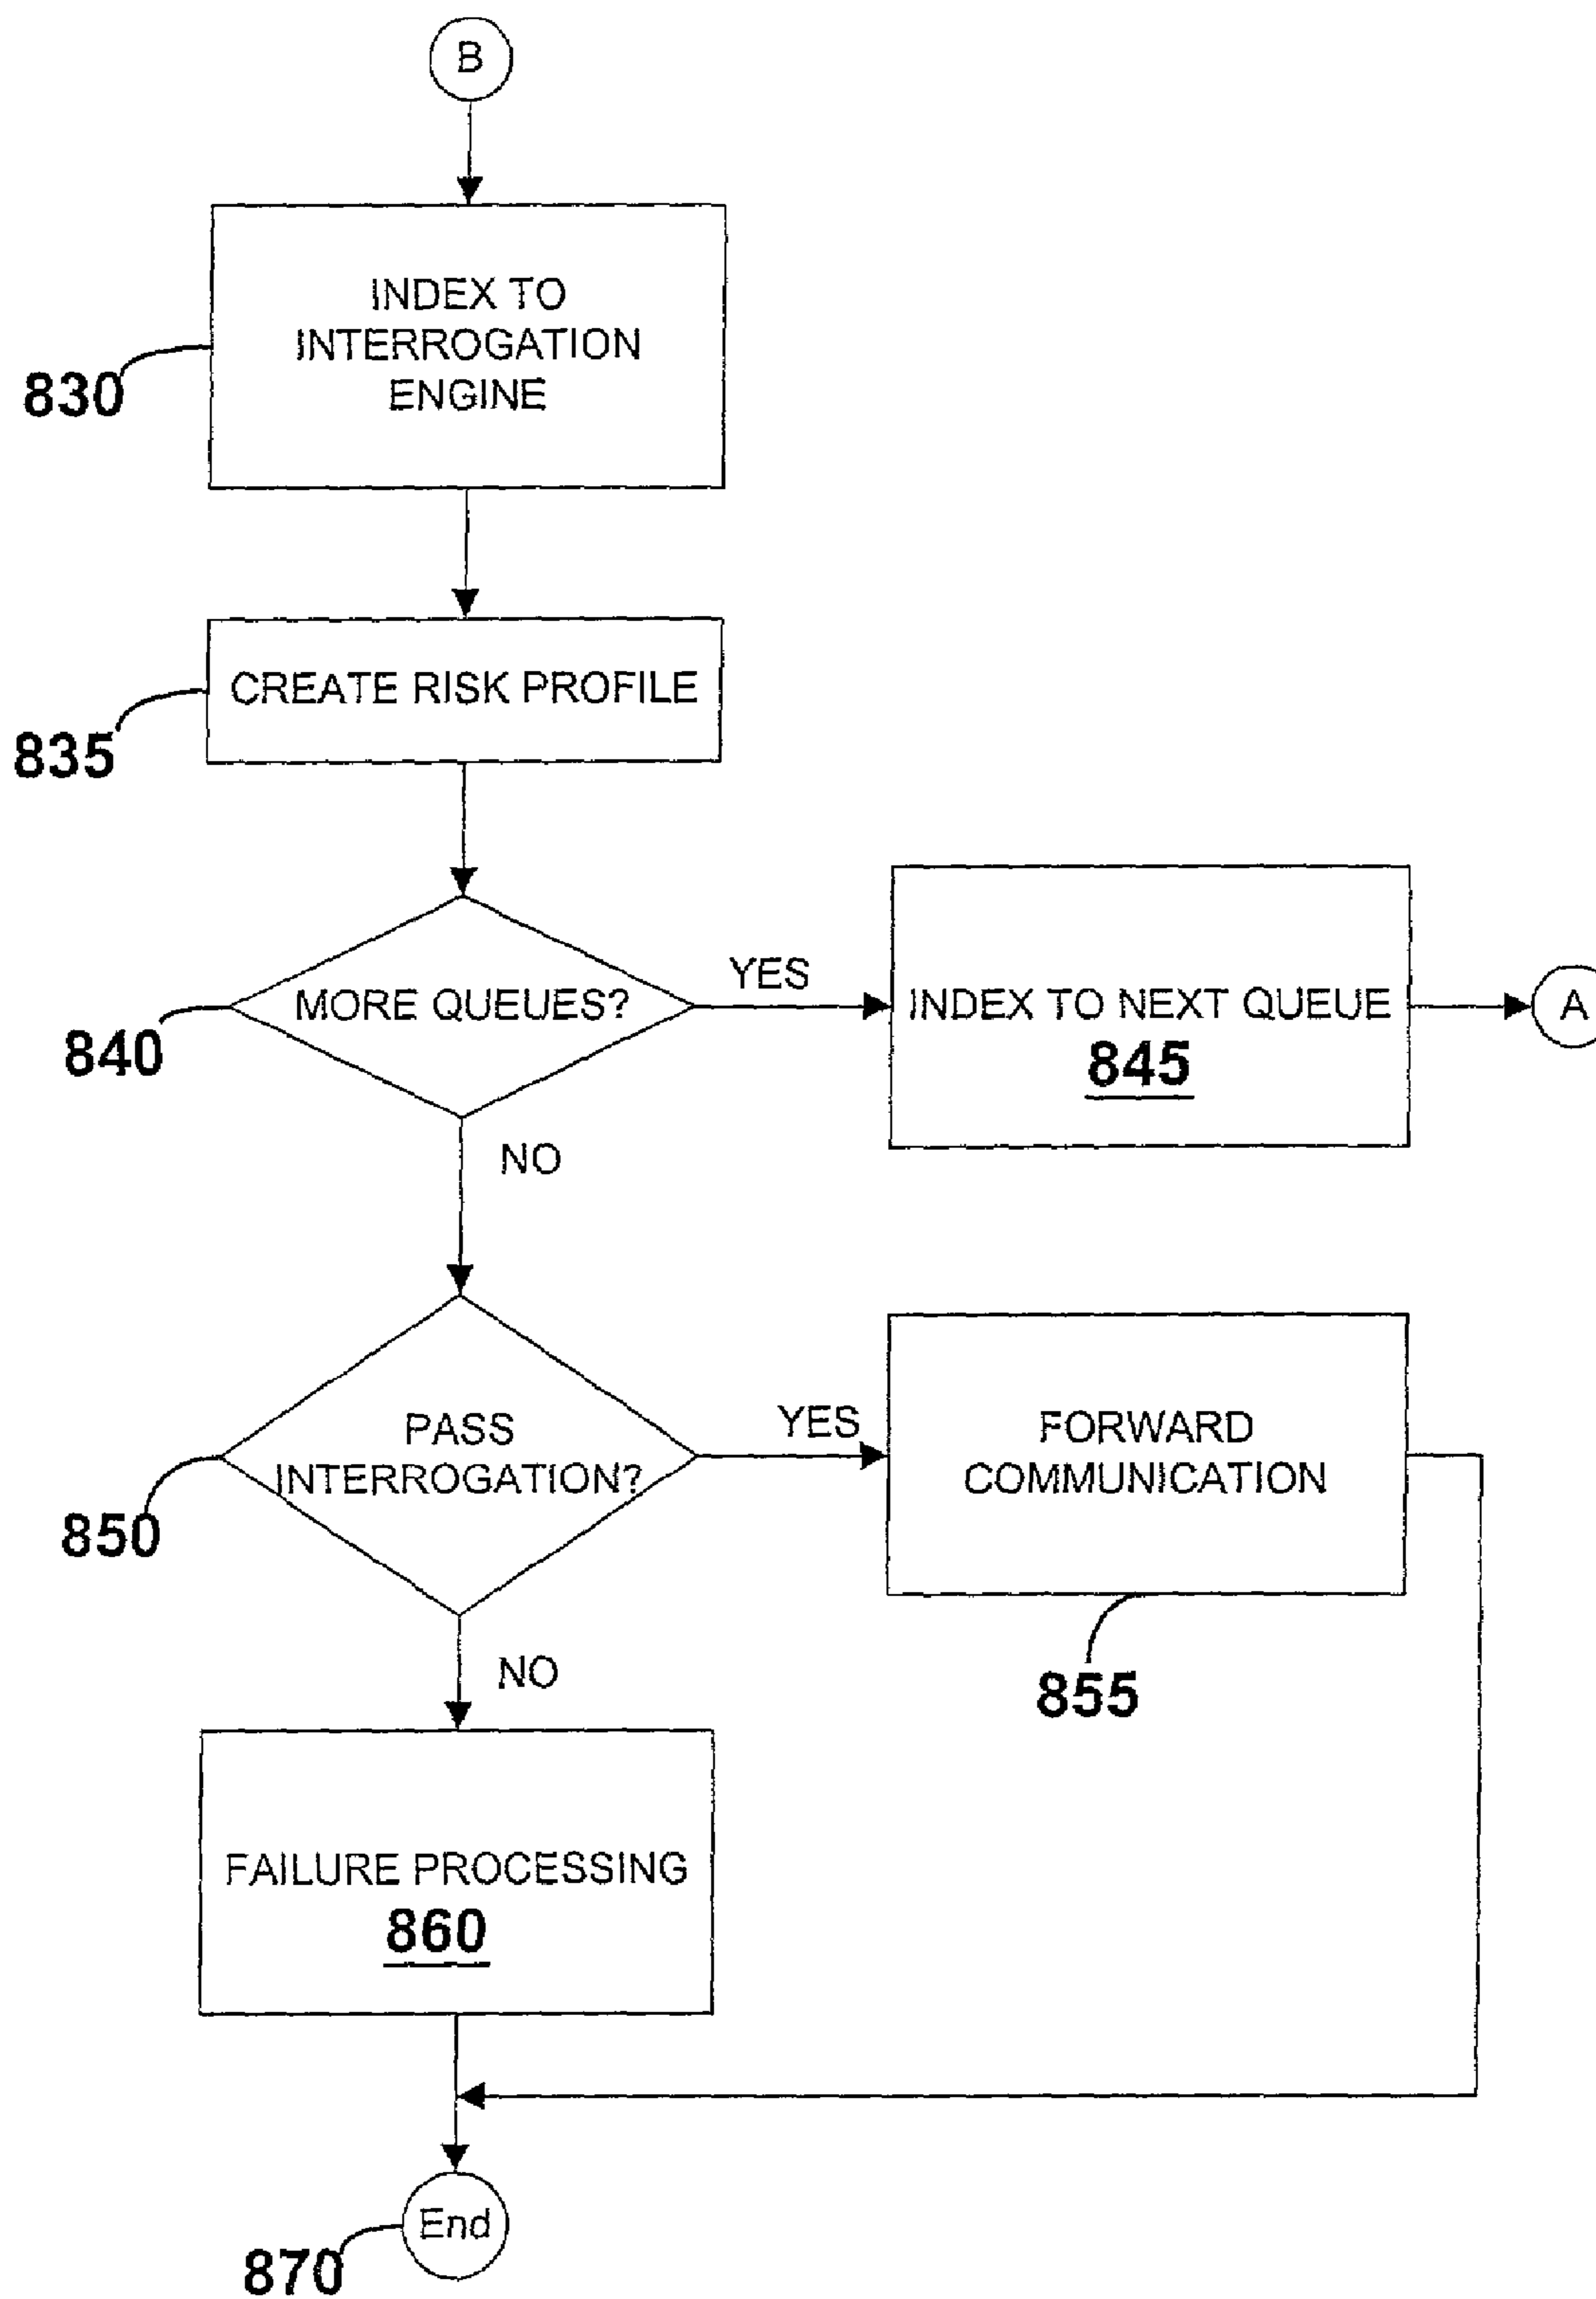 B
INDEX TO
INTERROGATION
ENGINE
830
CREATE RISK PROFILE
835
MORE QUEUES?
840
YES
INDEX TO NEXT QUEUE
845
A
NO
PASS
INTERROGATION?
850
YES
FORWARD
COMMUNICATION
855
NO
FAILURE PROCESSING
860
End
870